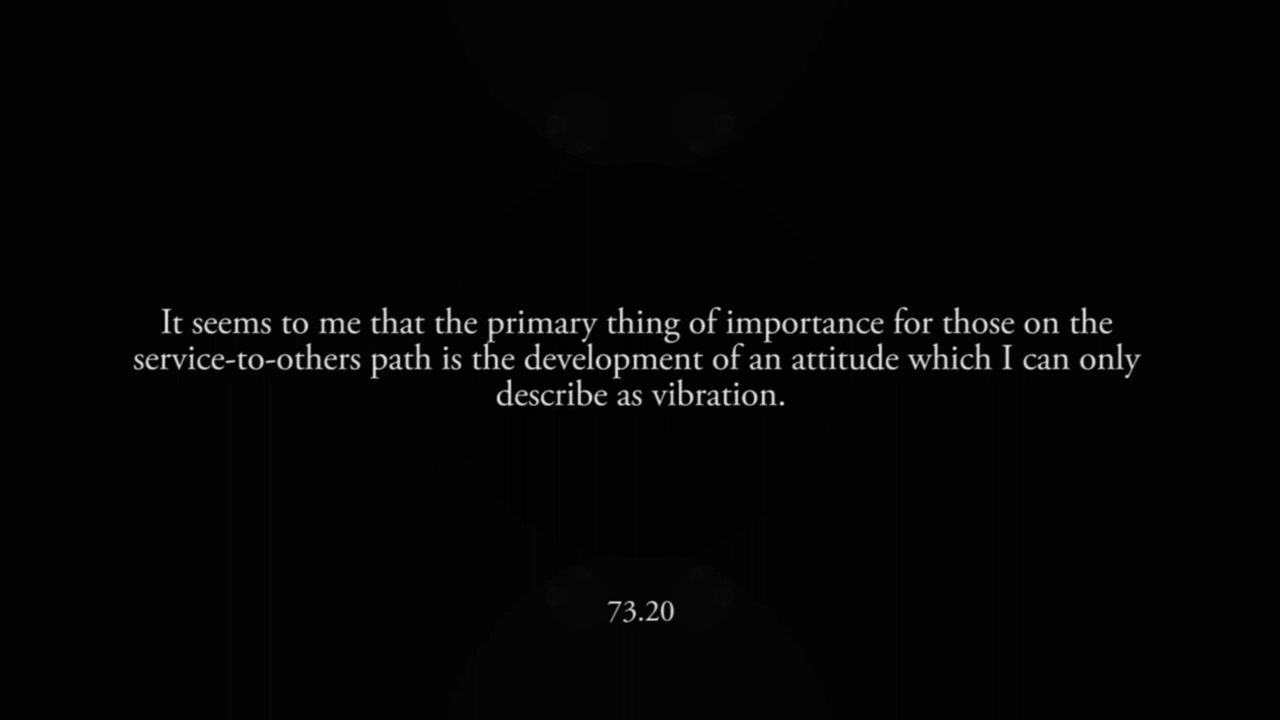 It seems to me that the primary thing of importance for those on the
service-to-others path is the development of an attitude which I can only
describe as vibration.
73.20